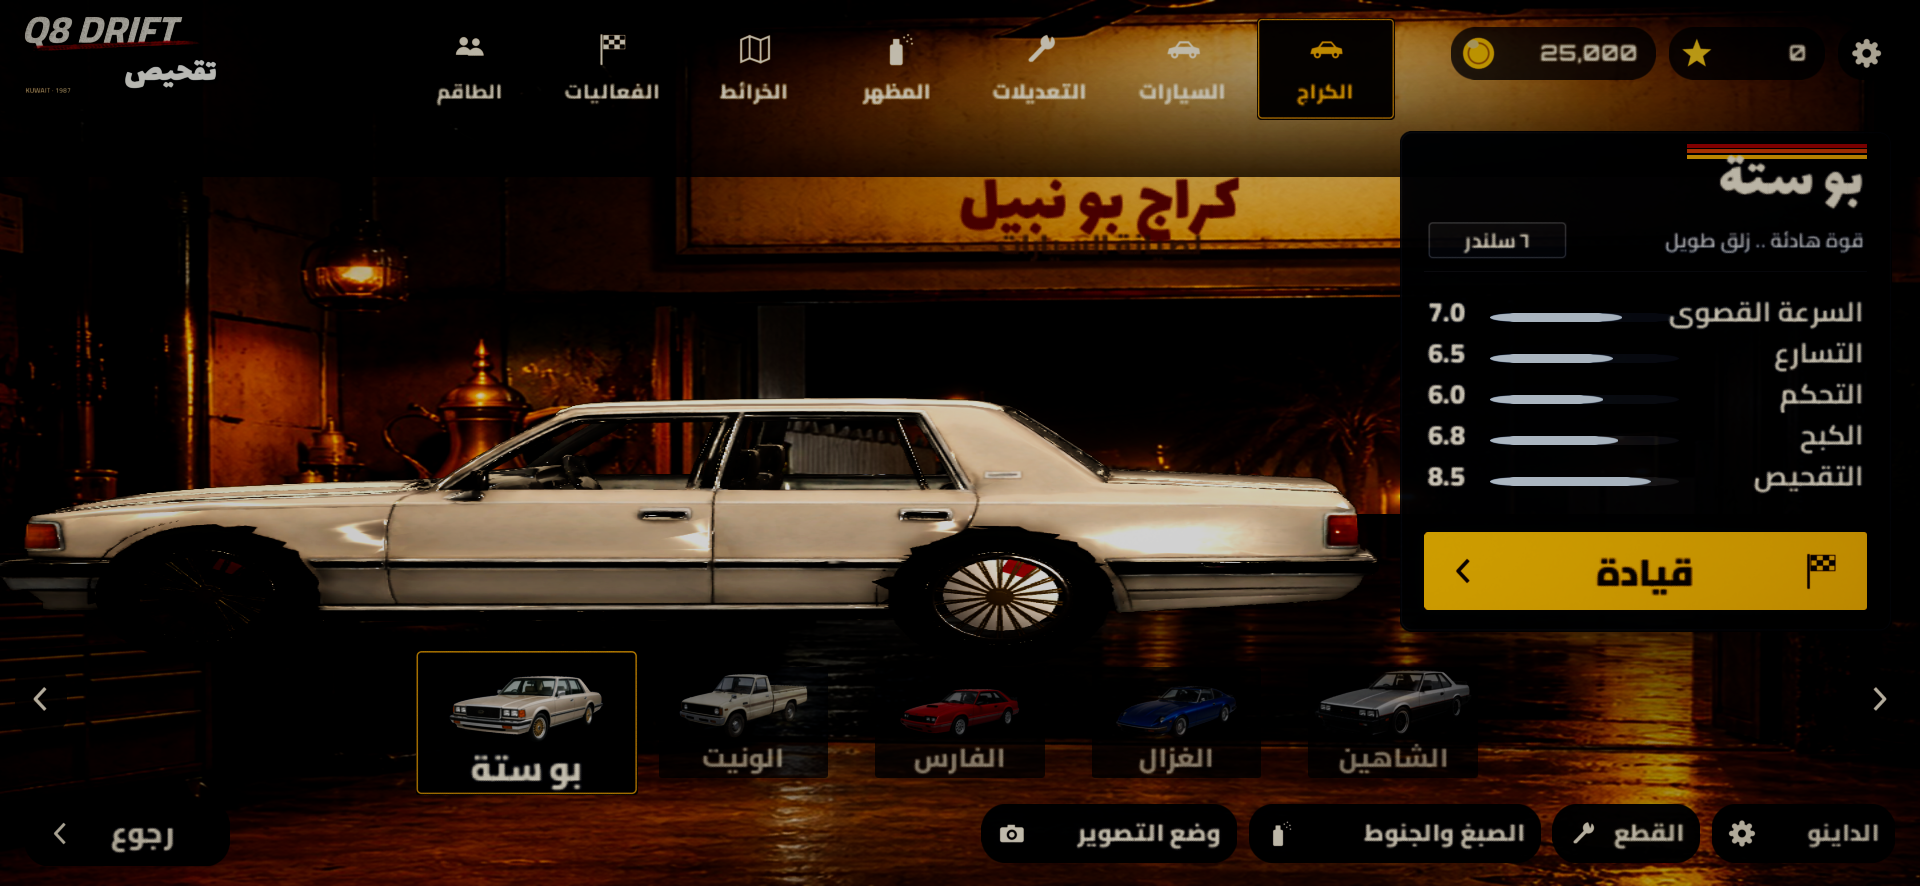 Q8 DRIFT
تفحيص
KUWAIT · 1987
الكراج
السيارات
التعديلات
المظهر
الخرائط
الفعاليات
الطاقم
25,000
0
كراج بو نبيل
بو ستة
قوة هادئة .. زلق طويل
٦ سلندر
السرعة القصوى 7.0
التسارع 6.5
التحكم 6.0
الكبح 6.8
التقحيص 8.5
قيادة
بو ستة
الونيت
الفارس
الغزال
الشاهين
رجوع
وضع التصوير
الصبغ والجنوط
القطع
الداينو